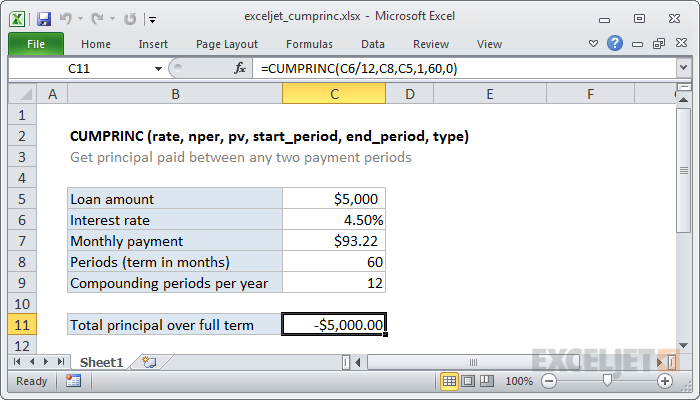 exceljet_cumprinc.xlsx - Microsoft Excel
File Home Insert Page Layout Formulas Data Review View
C11 fx =CUMPRINC(C6/12,C8,C5,1,60,0)
A B C D E F
1
2 CUMPRINC (rate, nper, pv, start_period, end_period, type)
3 Get principal paid between any two payment periods
4
5 Loan amount $5,000
6 Interest rate 4.50%
7 Monthly payment $93.22
8 Periods (term in months) 60
9 Compounding periods per year 12
10
11 Total principal over full term -$5,000.00
12
Sheet1
EXCELJET
Ready 100%